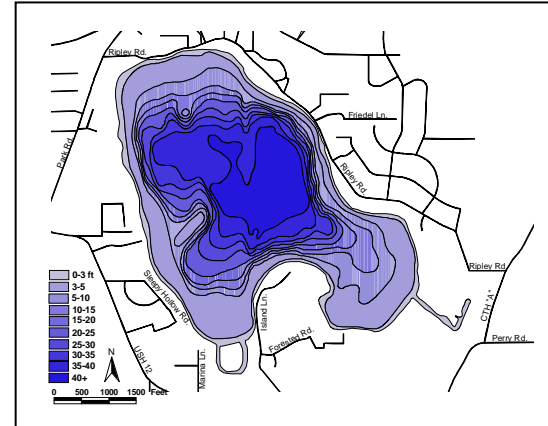 Ripley Rd.
Park Rd.
Friedel Ln.
Ripley Rd.
Ripley Rd.
CTH "A"
Perry Rd.
Sleepy Hollow Rd.
Island Ln.
Forested Rd.
USH 12
Marina Ln.
0-3 ft
3-5
5-10
10-15
15-20
20-25
25-30
30-35
35-40
40+
N
0 500 1000 1500 Feet